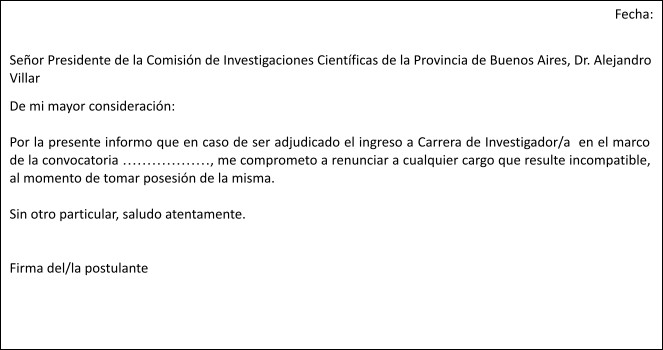 Fecha:
Señor Presidente de la Comisión de Investigaciones Científicas de la Provincia de Buenos Aires, Dr. Alejandro
Villar
De mi mayor consideración:
Por la presente informo que en caso de ser adjudicado el ingreso a Carrera de Investigador/a en el marco
de la convocatoria ………………, me comprometo a renunciar a cualquier cargo que resulte incompatible,
al momento de tomar posesión de la misma.
Sin otro particular, saludo atentamente.
Firma del/la postulante